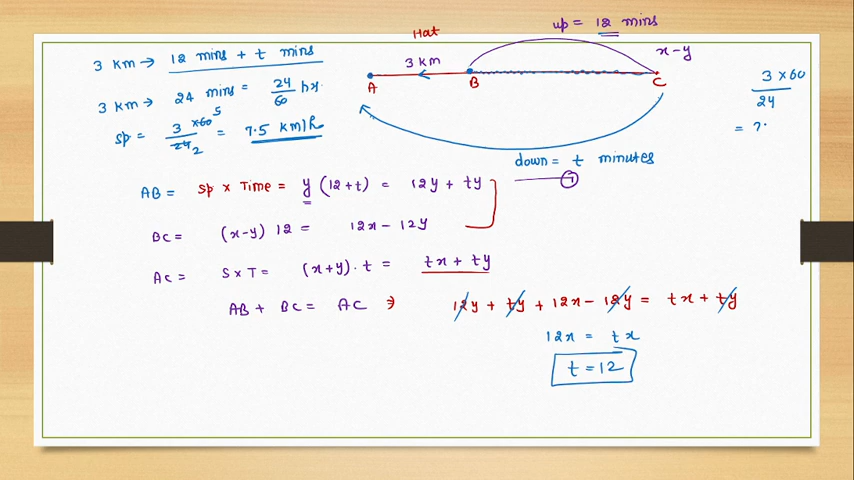 up = 12 mins
Hat
x-y
3 km → 12 mins + t mins
3 km
A
B
C
3 km → 24 mins = 24/60 hr.
3 × 60
24
= 7.
sp = 3 ×60 5 / 24 2 = 7.5 km/h
down = t minutes
1
AB = sp x Time = y (12+t) = 12y + ty
BC = (x-y) 12 = 12x - 12y
AC = S x T = (x+y) . t = tx + ty
AB + BC = AC ⇒ 12y + ty + 12x - 12y = tx + ty
12x = tx
t = 12